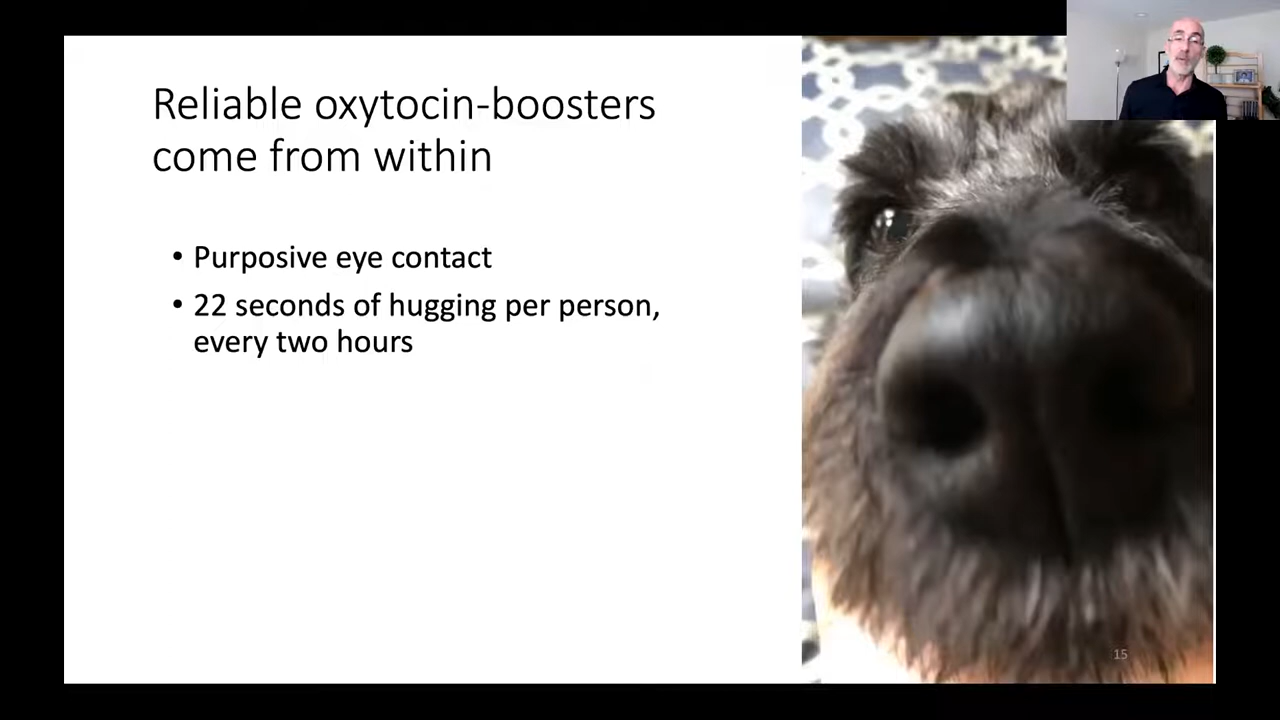 Reliable oxytocin-boosters
come from within
• Purposive eye contact
• 22 seconds of hugging per person,
every two hours
15